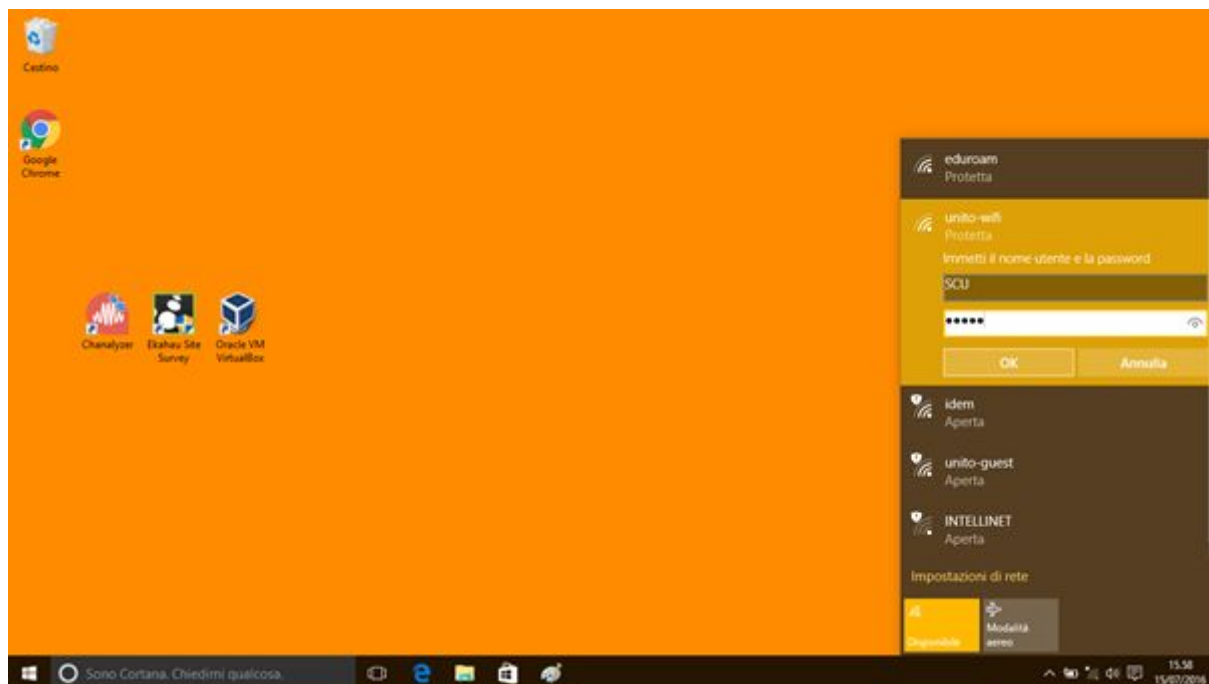 Cestino
Google
Chrome
Chanalyzer
Ekahau Site
Survey
Oracle VM
VirtualBox
eduroam
Protetta
unito-wifi
Protetta
Immetti il nome utente e la password
SCU
•••••
OK
Annulla
idem
Aperta
unito-guest
Aperta
INTELLINET
Aperta
Impostazioni di rete
Disponibile
Modalità
aereo
Sono Cortana. Chiedimi qualcosa.
15.58
15/07/2016